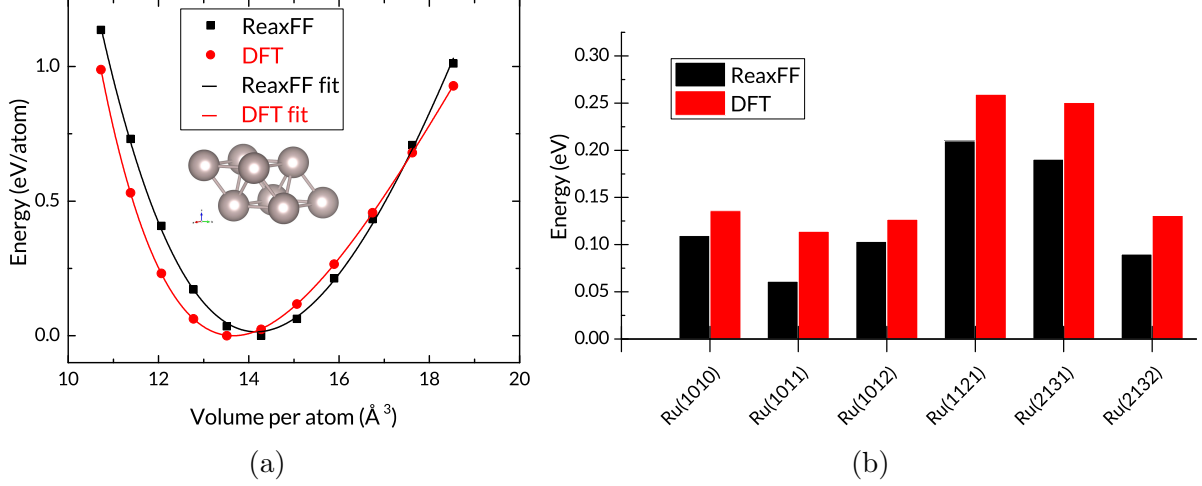 ReaxFF
DFT
ReaxFF fit
DFT fit
1.0
0.5
0.0
Energy (eV/atom)
10
12
14
16
18
20
Volume per atom (Å³)
(a)
0.30
0.25
0.20
0.15
0.10
0.05
0.00
Energy (eV)
ReaxFF
DFT
Ru(1010)
Ru(1011)
Ru(1012)
Ru(1121)
Ru(2131)
Ru(2132)
(b)